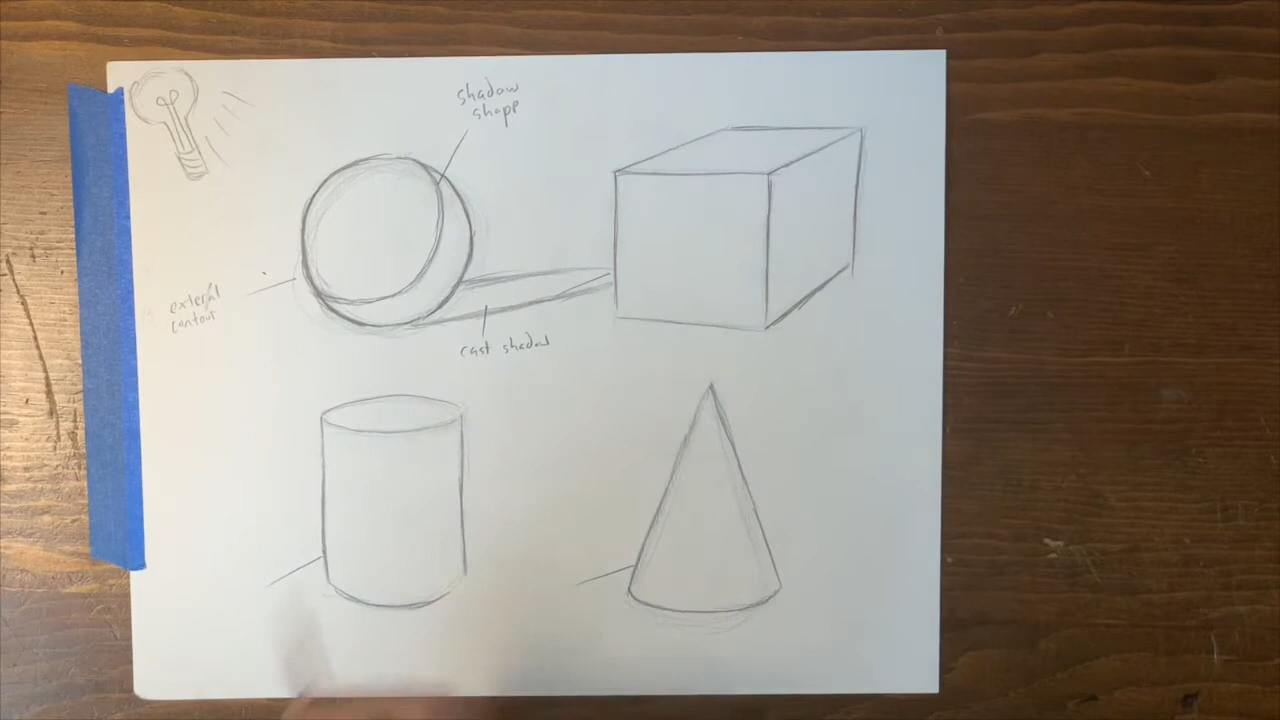 shadow
shape
external
contour
cast shadow